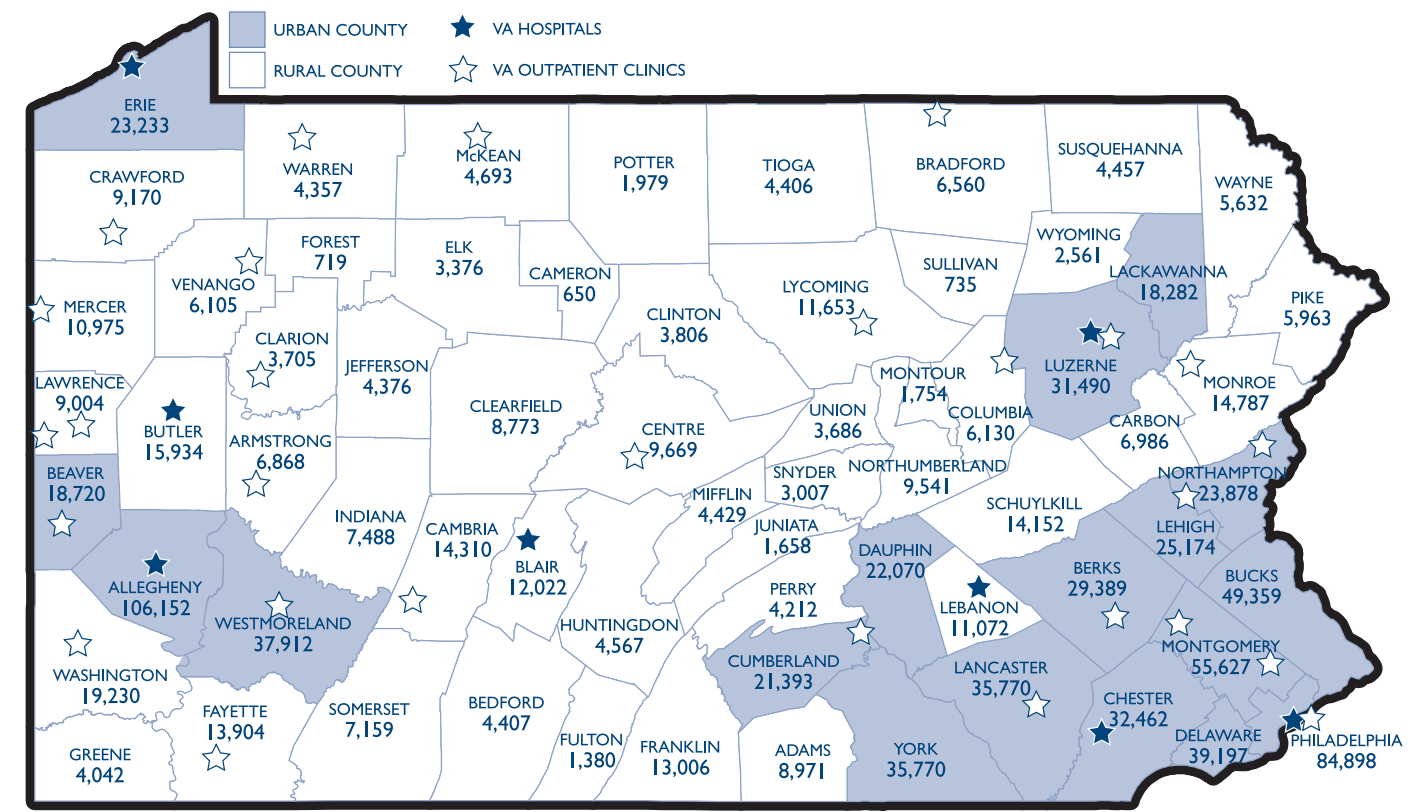 URBAN COUNTY
VA HOSPITALS
RURAL COUNTY
VA OUTPATIENT CLINICS
ERIE
23,233
CRAWFORD
9,170
WARREN
4,357
McKEAN
4,693
POTTER
1,979
TIOGA
4,406
BRADFORD
6,560
SUSQUEHANNA
4,457
WAYNE
5,632
MERCER
10,975
VENANGO
6,105
FOREST
719
ELK
3,376
CAMERON
650
CLINTON
3,806
LYCOMING
11,653
SULLIVAN
735
WYOMING
2,561
LACKAWANNA
18,282
PIKE
5,963
LAWRENCE
9,004
BUTLER
15,934
CLARION
3,705
JEFFERSON
4,376
CLEARFIELD
8,773
CENTRE
9,669
UNION
3,686
MONTOUR
1,754
COLUMBIA
6,130
LUZERNE
31,490
CARBON
6,986
MONROE
14,787
BEAVER
18,720
ARMSTRONG
6,868
INDIANA
7,488
CAMBRIA
14,310
BLAIR
12,022
MIFFLIN
4,429
SNYDER
3,007
NORTHUMBERLAND
9,541
JUNIATA
1,658
SCHUYLKILL
14,152
NORTHAMPTON
23,878
LEHIGH
25,174
ALLEGHENY
106,152
WESTMORELAND
37,912
HUNTINGDON
4,567
PERRY
4,212
DAUPHIN
22,070
LEBANON
11,072
BERKS
29,389
BUCKS
49,359
MONTGOMERY
55,627
WASHINGTON
19,230
GREENE
4,042
FAYETTE
13,904
SOMERSET
7,159
BEDFORD
4,407
FULTON
1,380
FRANKLIN
13,006
CUMBERLAND
21,393
ADAMS
8,971
YORK
35,770
LANCASTER
35,770
CHESTER
32,462
DELAWARE
39,197
PHILADELPHIA
84,898